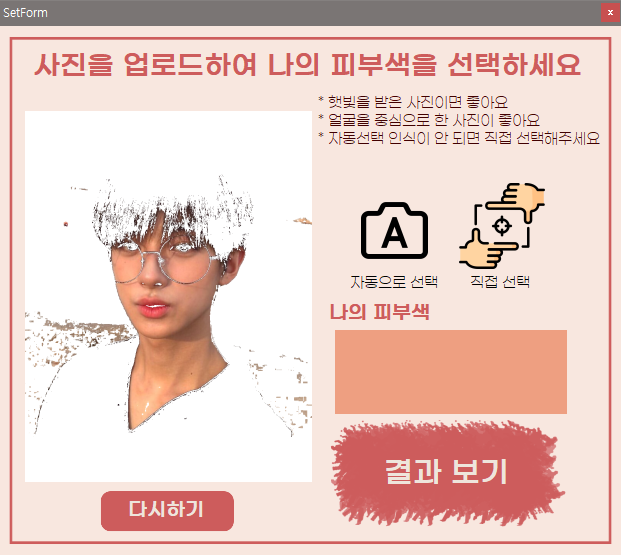 SetForm
x
사진을 업로드하여 나의 피부색을 선택하세요
* 햇빛을 받은 사진이면 좋아요
* 얼굴을 중심으로 한 사진이 좋아요
* 자동선택 인식이 안 되면 직접 선택해주세요
A
자동으로 선택
직접 선택
나의 피부색
결과 보기
다시하기